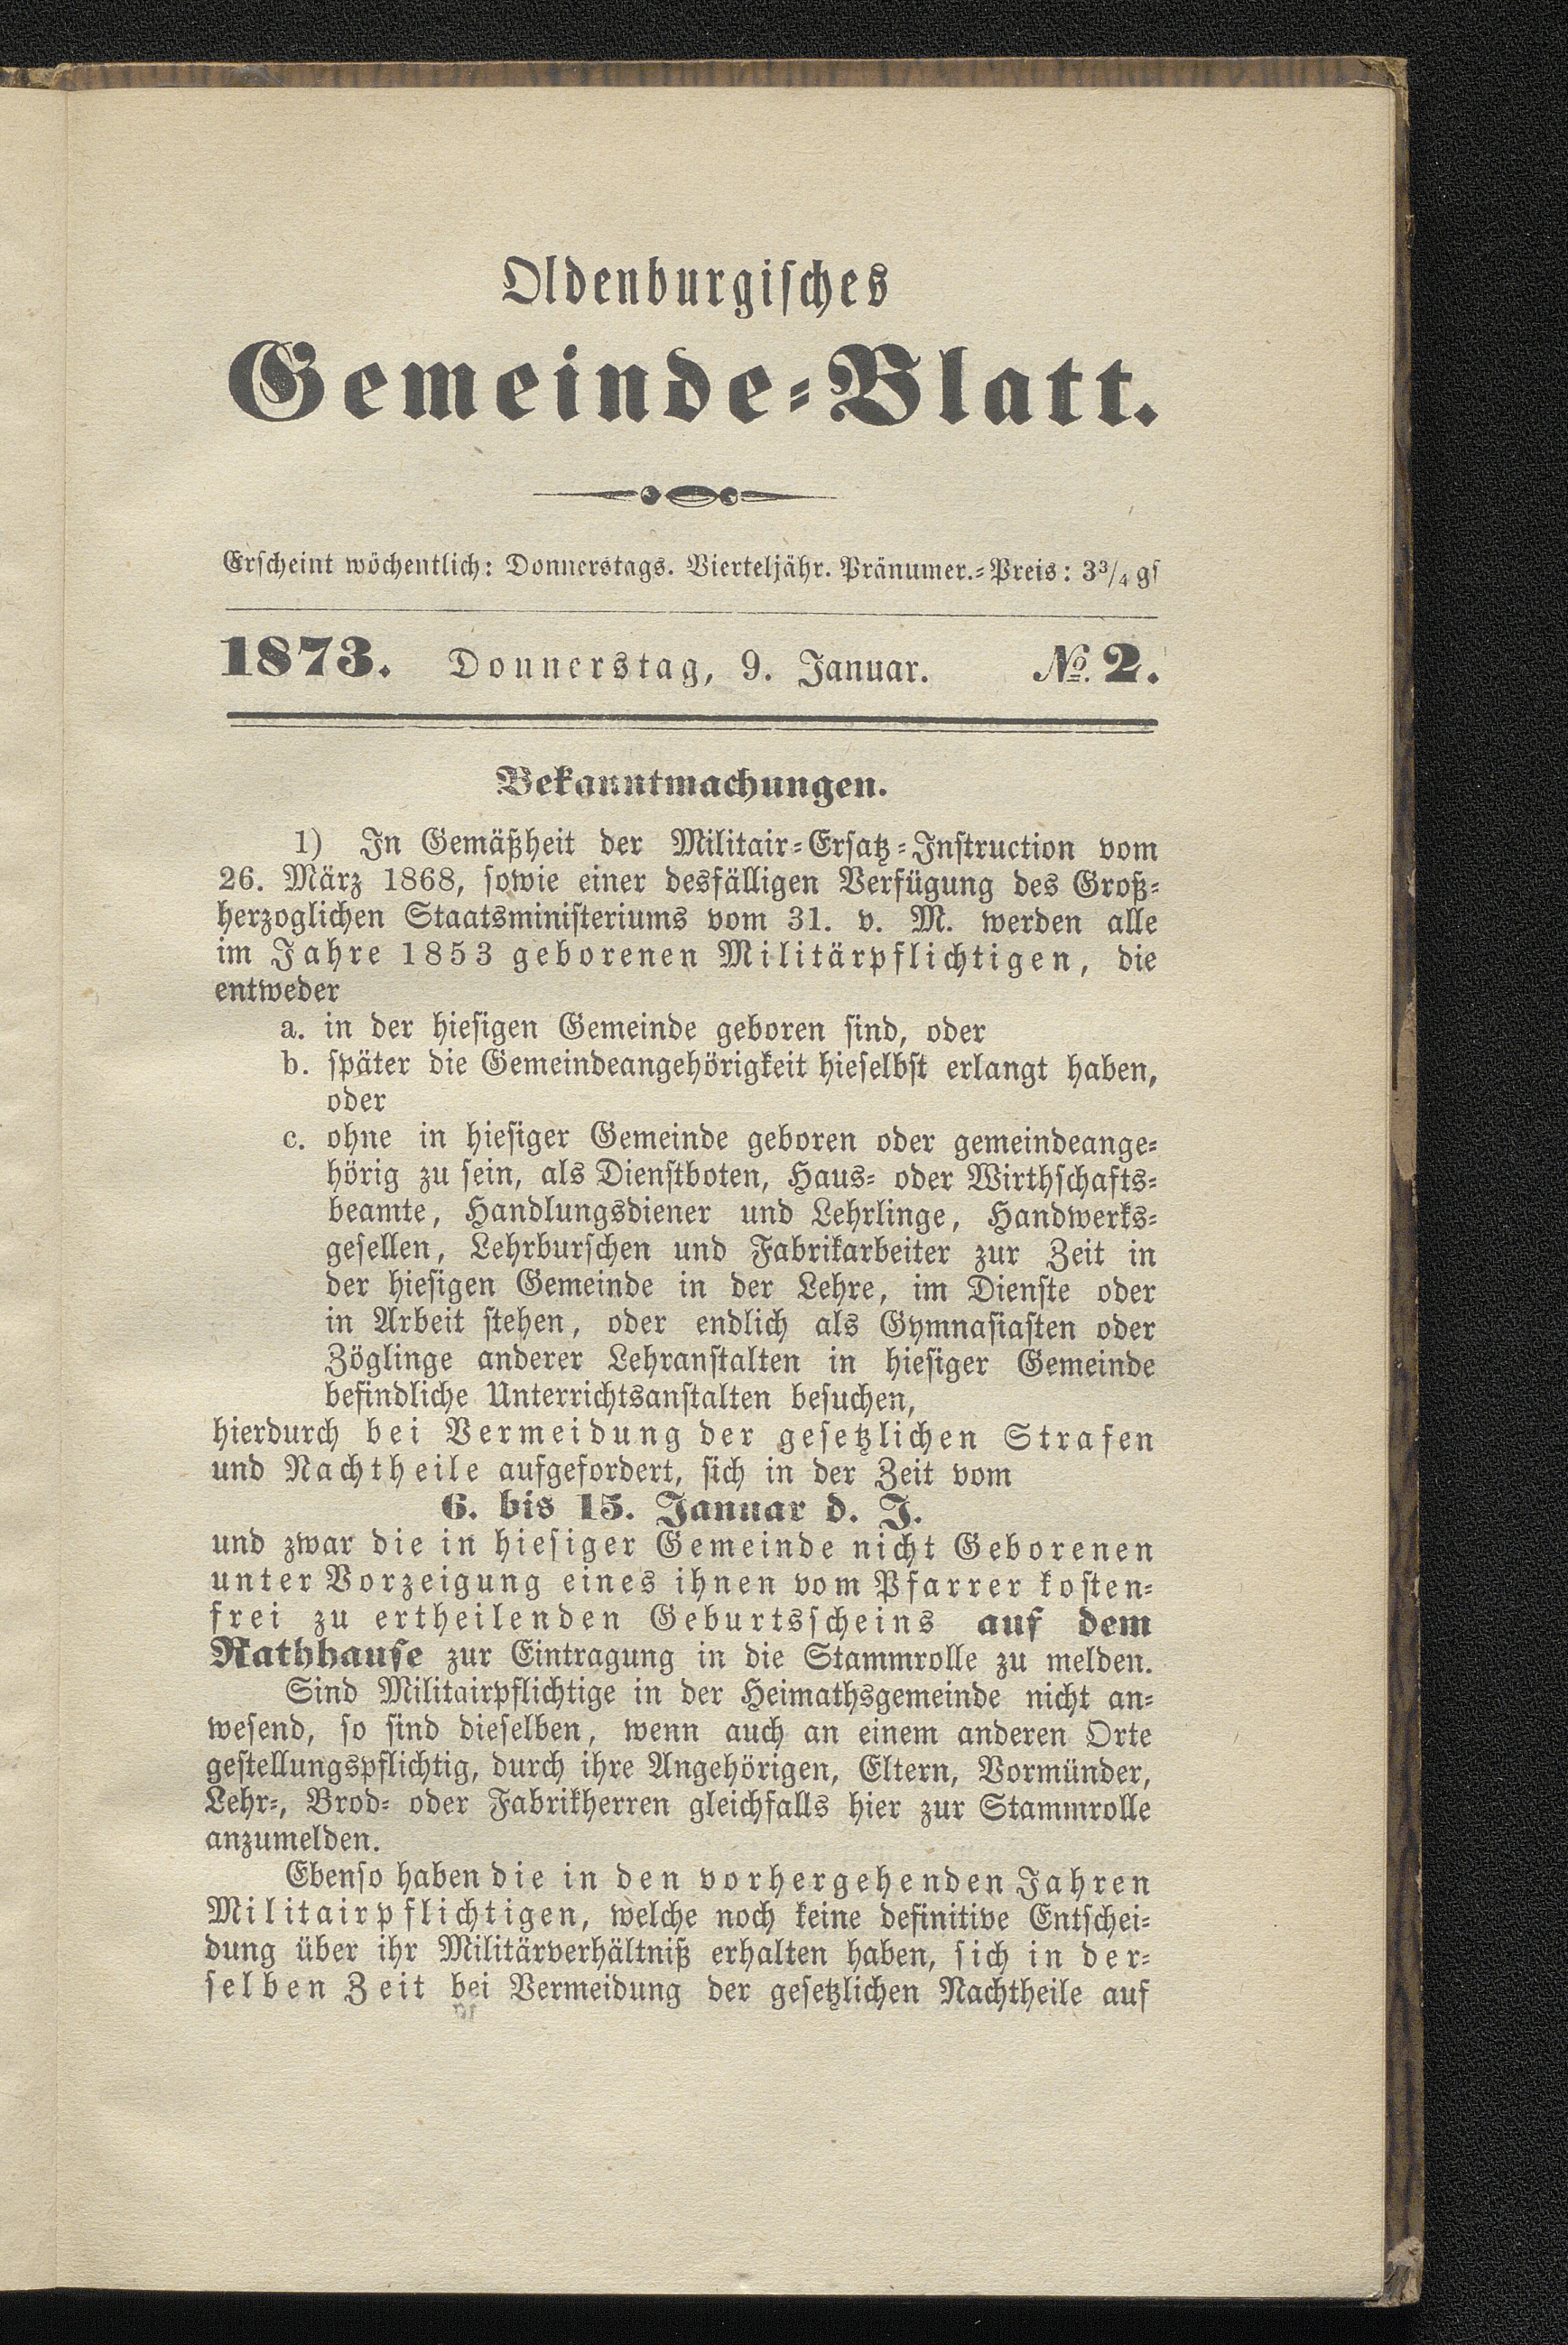 Oldenburgisches
Gemeinde-Blatt.
Erscheint wöchentlich: Donnerstags. Vierteljähr. Pränumer.-Preis: 3¾ gs
1873. Donnerstag, 9. Januar. № 2.
Bekanntmachungen.
1) In Gemäßheit der Militair-Ersatz-Instruction vom
26. März 1868, sowie einer desfälligen Verfügung des Groß-
herzoglichen Staatsministeriums vom 31. v. M. werden alle
im Jahre 1853 geborenen Militärpflichtigen, die
entweder
a. in der hiesigen Gemeinde geboren sind, oder
b. später die Gemeindeangehörigkeit hieselbst erlangt haben,
oder
c. ohne in hiesiger Gemeinde geboren oder gemeindeange-
hörig zu sein, als Dienstboten, Haus- oder Wirthschafts-
beamte, Handlungsdiener und Lehrlinge, Handwerks-
gesellen, Lehrburschen und Fabrikarbeiter zur Zeit in
der hiesigen Gemeinde in der Lehre, im Dienste oder
in Arbeit stehen, oder endlich als Gymnasiasten oder
Zöglinge anderer Lehranstalten in hiesiger Gemeinde
befindliche Unterrichtsanstalten besuchen,
hierdurch bei Vermeidung der gesetzlichen Strafen
und Nachtheile aufgefordert, sich in der Zeit vom
6. bis 15. Januar d. J.
und zwar die in hiesiger Gemeinde nicht Geborenen
unter Vorzeigung eines ihnen vom Pfarrer kosten-
frei zu ertheilenden Geburtsscheins auf dem
Rathhause zur Eintragung in die Stammrolle zu melden.
Sind Militairpflichtige in der Heimathsgemeinde nicht an-
wesend, so sind dieselben, wenn auch an einem anderen Orte
gestellungspflichtig, durch ihre Angehörigen, Eltern, Vormünder,
Lehr-, Brod- oder Fabrikherren gleichfalls hier zur Stammrolle
anzumelden.
Ebenso haben die in den vorhergehenden Jahren
Militairpflichtigen, welche noch keine definitive Entschei-
dung über ihr Militärverhältniß erhalten haben, sich in der-
selben Zeit bei Vermeidung der gesetzlichen Nachtheile auf